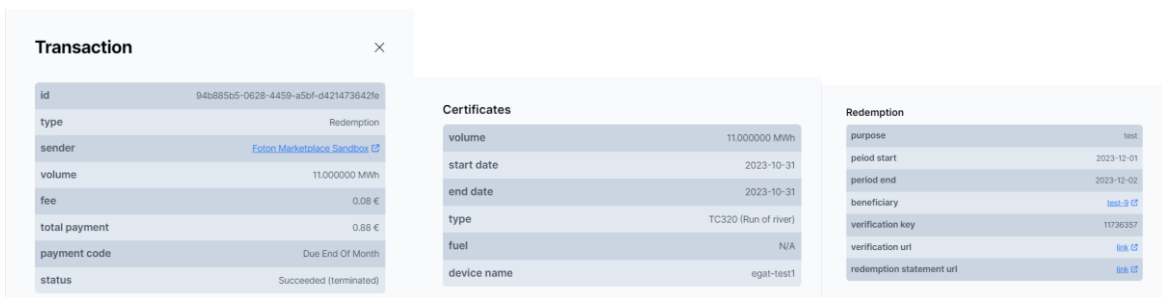 Transaction
id 94b885b5-0628-4459-a5bf-d421473642fe
type Redemption
sender Foton Marketplace Sandbox
volume 11.000000 MWh
fee 0.08 €
total payment 0.88 €
payment code Due End Of Month
status Succeeded (terminated)
Certificates
volume 11.000000 MWh
start date 2023-10-31
end date 2023-10-31
type TC320 (Run of river)
fuel N/A
device name egat-test1
Redemption
purpose test
peiod start 2023-12-01
period end 2023-12-02
beneficiary test-9
verification key 11736357
verification url link
redemption statement url link